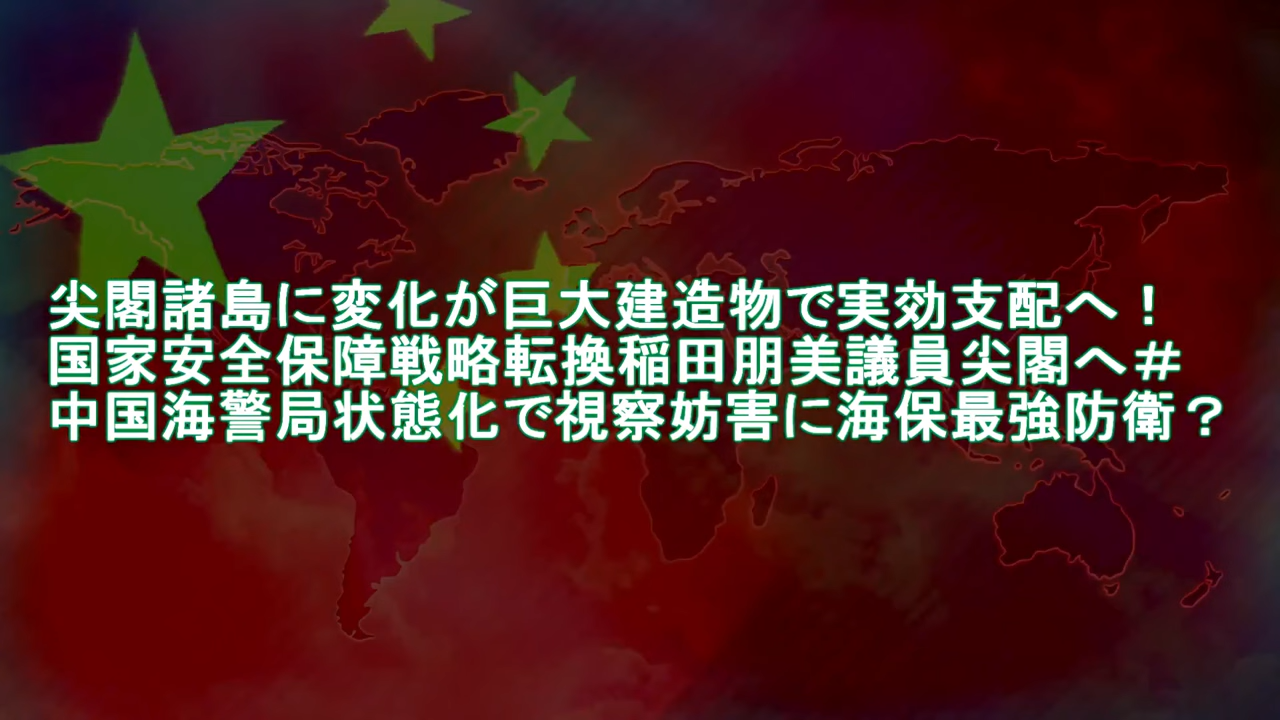 尖閣諸島に変化が巨大建造物で実効支配へ！
国家安全保障戦略転換稲田朋美議員尖閣へ＃
中国海警局状態化で視察妨害に海保最強防衛？